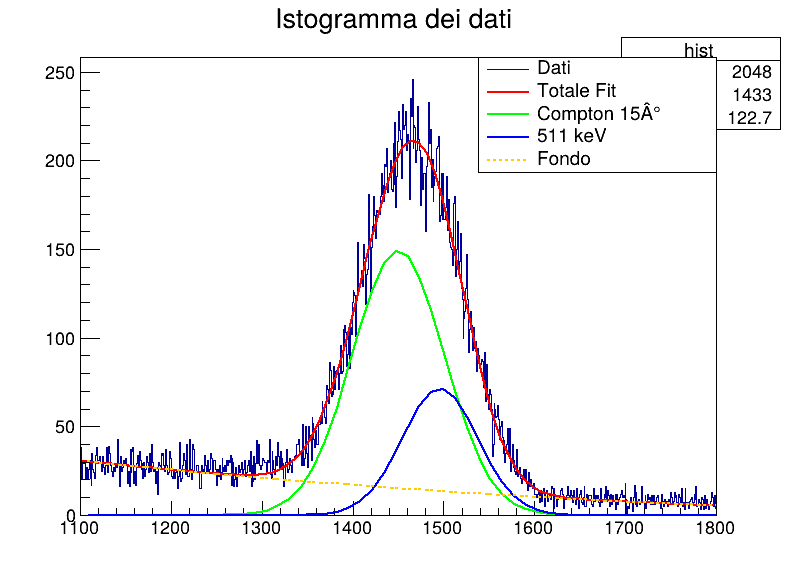 Istogramma dei dati
hist
2048
1433
122.7
Dati
Totale Fit
Compton 15Â°
511 keV
Fondo
250
200
150
100
50
0
1100 1200 1300 1400 1500 1600 1700 1800